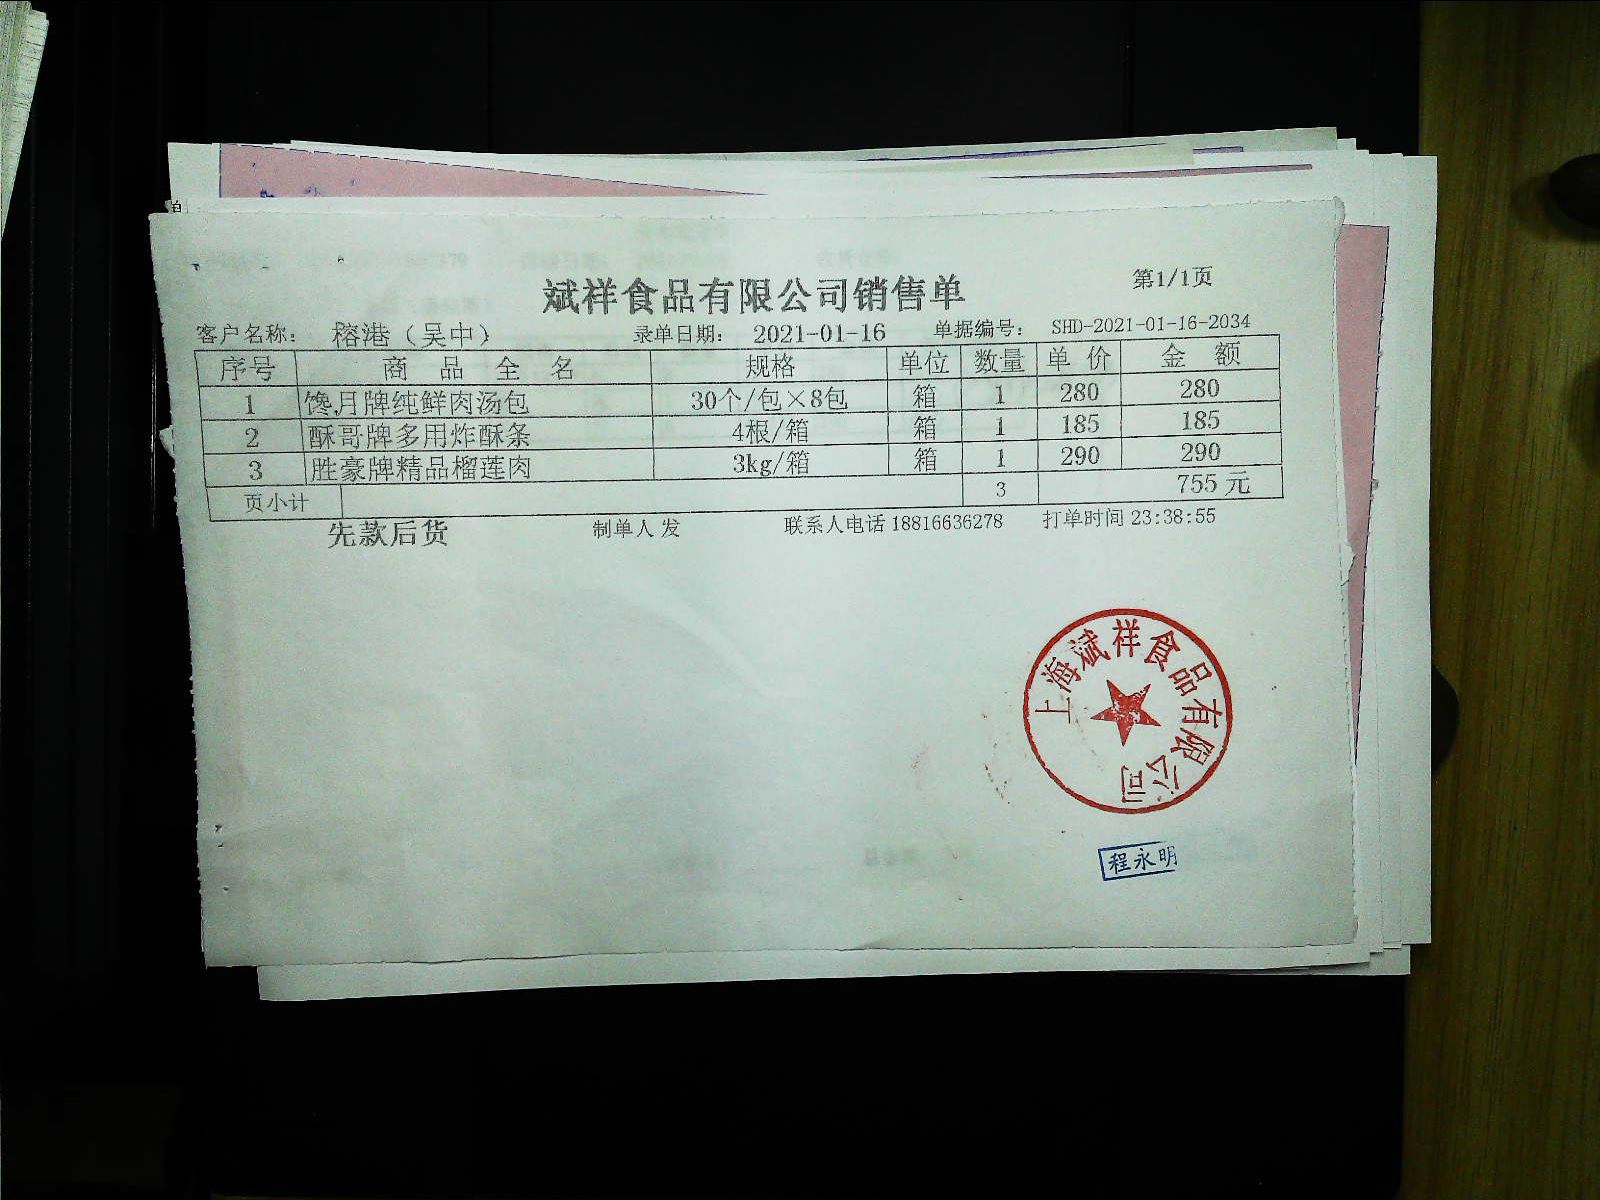 斌祥食品有限公司销售单
第1/1页
客户名称： 榕港（吴中） 录单日期： 2021-01-16 单据编号： SHD-2021-01-16-2034
序号 商品全名 规格 单位 数量 单价 金额
1 馋月牌纯鲜肉汤包 30个/包×8包 箱 1 280 280
2 酥哥牌多用炸酥条 4根/箱 箱 1 185 185
3 胜豪牌精品榴莲肉 3kg/箱 箱 1 290 290
页小计 3 755 元
先款后货 制单人 发 联系人电话 18816636278 打单时间 23:38:55
上海斌祥食品有限公司
程永明